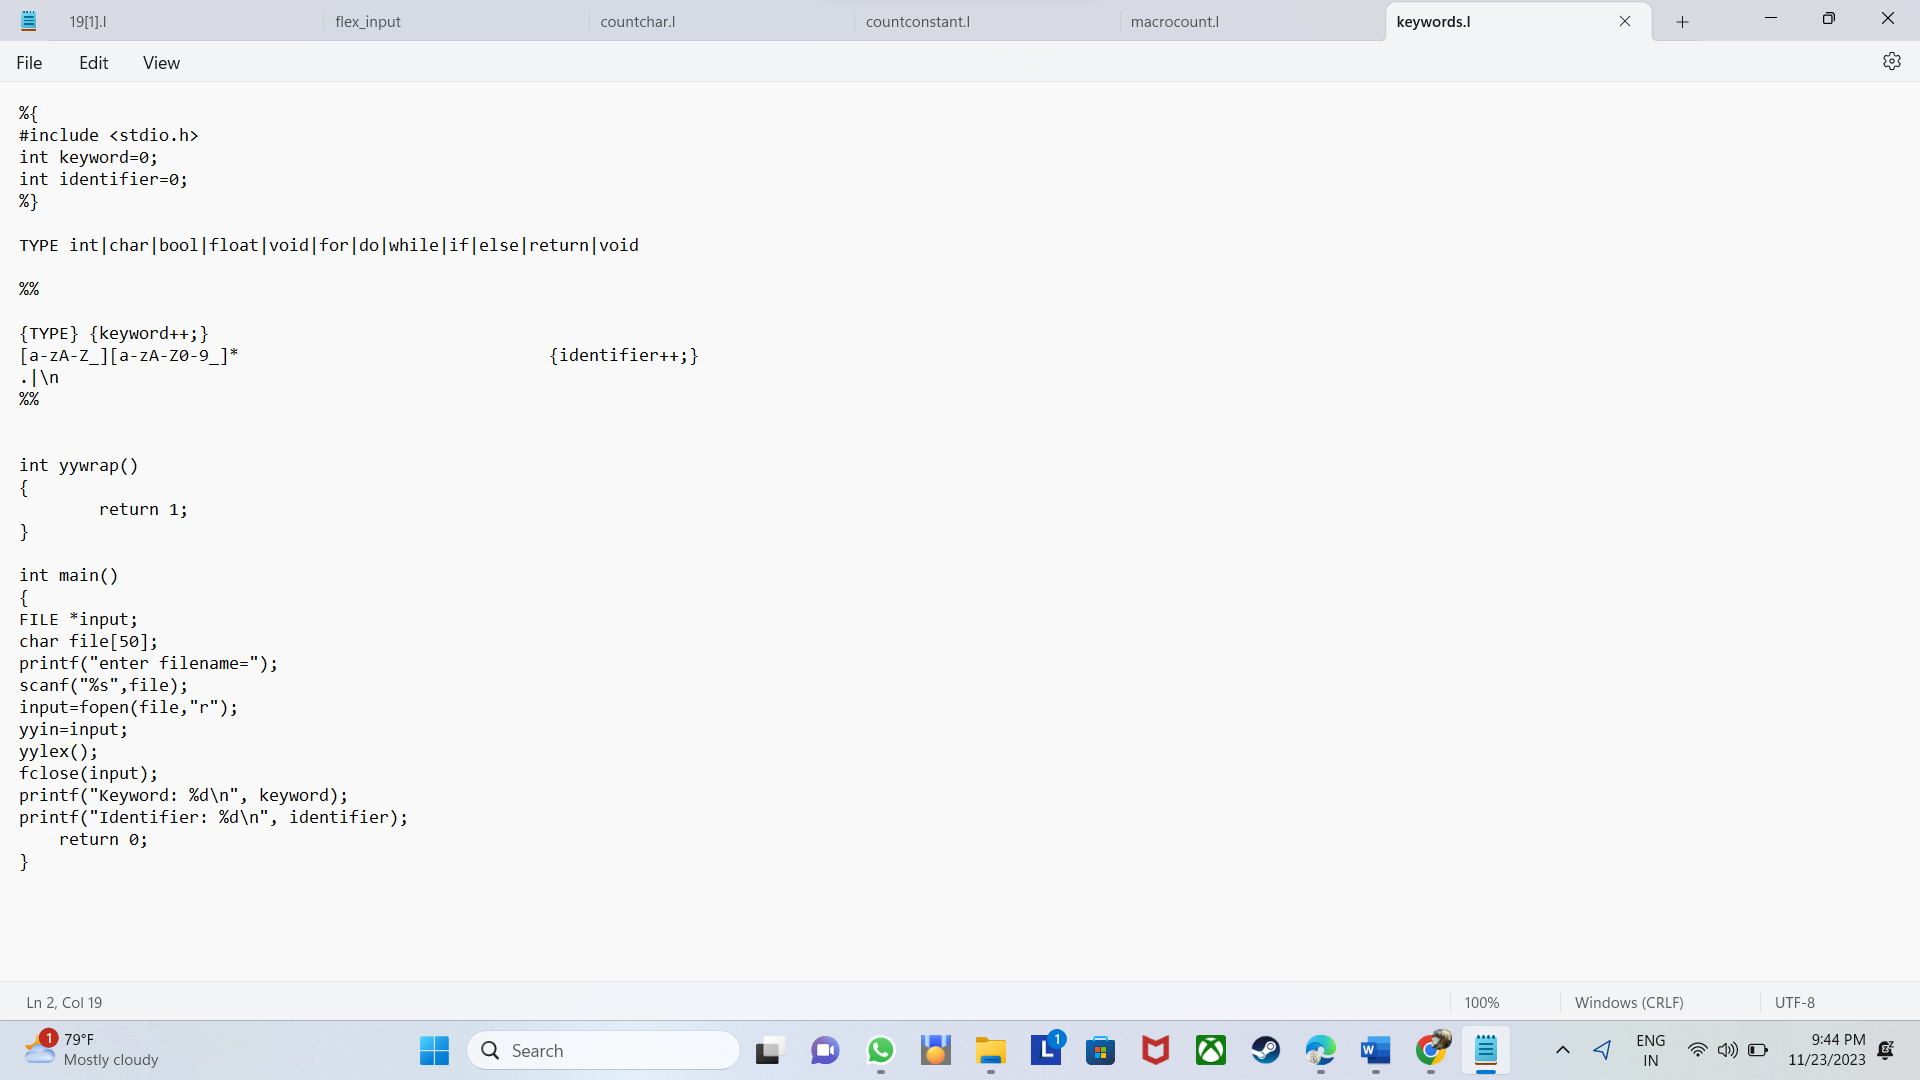 19[1].l
flex_input
countchar.l
countconstant.l
macrocount.l
keywords.l
File Edit View
%{
#include <stdio.h>
int keyword=0;
int identifier=0;
%}
TYPE int|char|bool|float|void|for|do|while|if|else|return|void
%%
{TYPE} {keyword++;}
[a-zA-Z_][a-zA-Z0-9_]* {identifier++;}
.|\n
%%
int yywrap()
{
return 1;
}
int main()
{
FILE *input;
char file[50];
printf("enter filename=");
scanf("%s",file);
input=fopen(file,"r");
yyin=input;
yylex();
fclose(input);
printf("Keyword: %d\n", keyword);
printf("Identifier: %d\n", identifier);
return 0;
}
Ln 2, Col 19
100%
Windows (CRLF)
UTF-8
1
79°F
Mostly cloudy
Search
L
1
W
ENG
IN
9:44 PM
11/23/2023